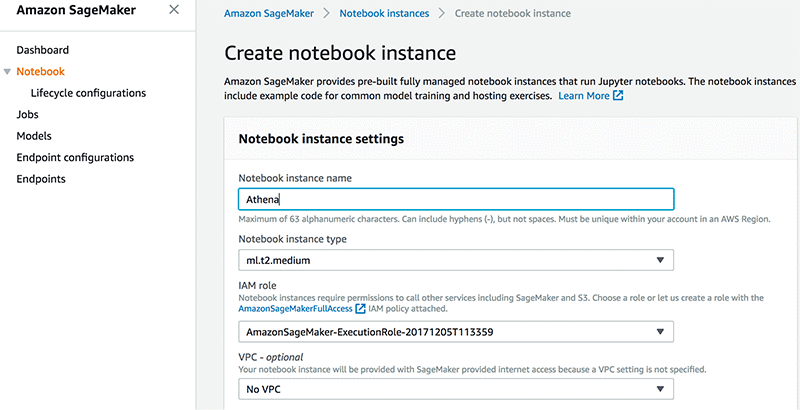 Amazon SageMaker
Dashboard
Notebook
Lifecycle configurations
Jobs
Models
Endpoint configurations
Endpoints
Amazon SageMaker > Notebook instances > Create notebook instance
Create notebook instance
Amazon SageMaker provides pre-built fully managed notebook instances that run Jupyter notebooks. The notebook instances
include example code for common model training and hosting exercises. Learn More
Notebook instance settings
Notebook instance name
Athena
Maximum of 63 alphanumeric characters. Can include hyphens (-), but not spaces. Must be unique within your account in an AWS Region.
Notebook instance type
ml.t2.medium
IAM role
Notebook instances require permissions to call other services including SageMaker and S3. Choose a role or let us create a role with the
AmazonSageMakerFullAccess IAM policy attached.
AmazonSageMaker-ExecutionRole-20171205T113359
VPC - optional
Your notebook instance will be provided with SageMaker provided internet access because a VPC setting is not specified.
No VPC